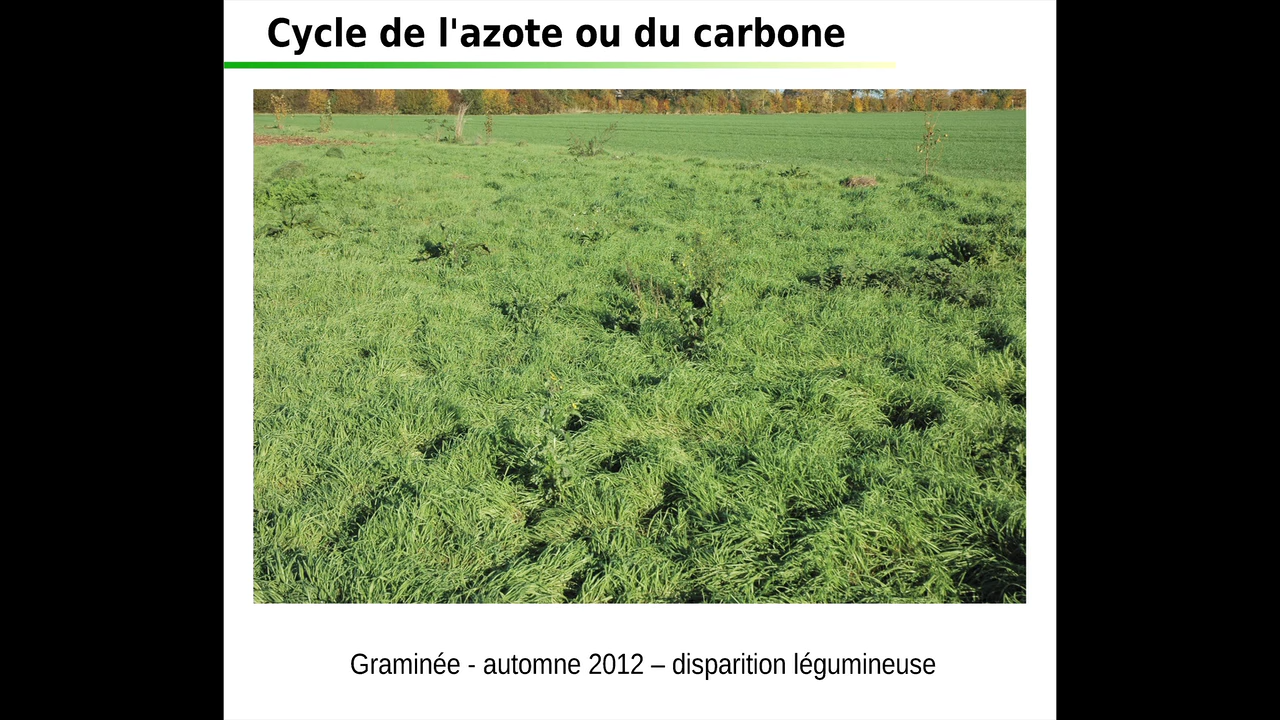 Cycle de l'azote ou du carbone
Graminée - automne 2012 – disparition légumineuse